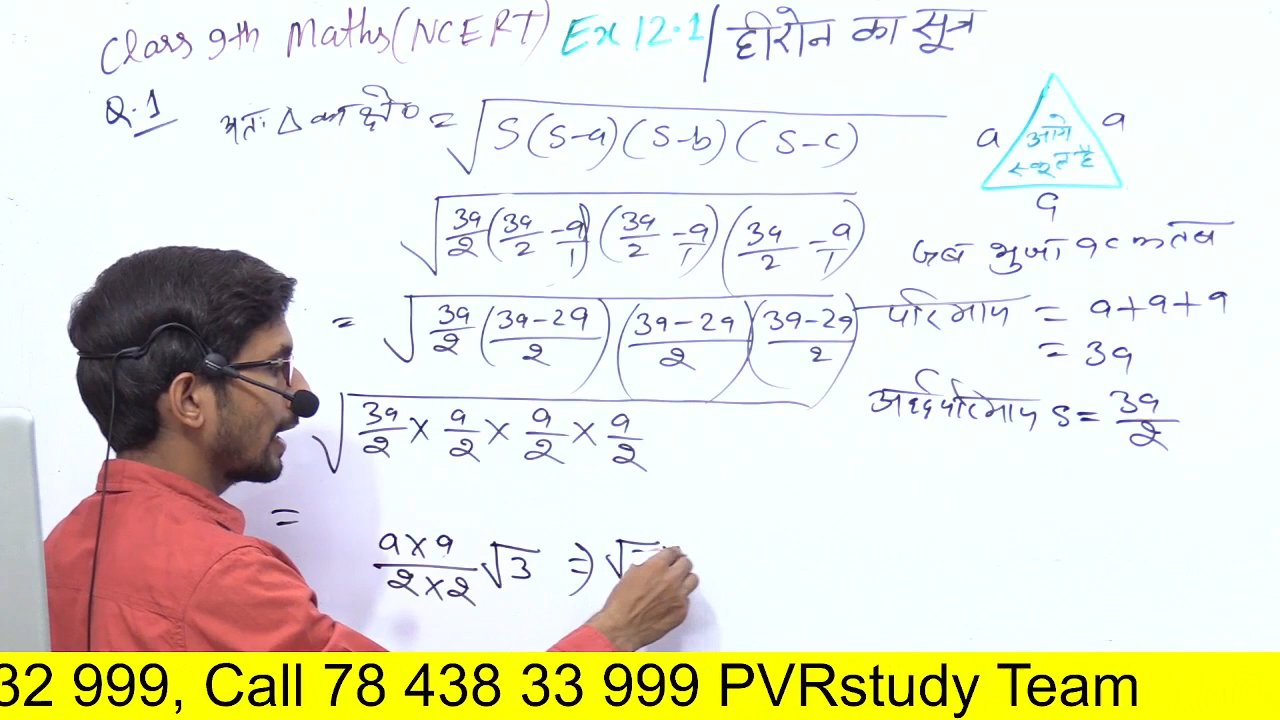 Class 9th Maths (NCERT) Ex 12.1 / हीरोन का सूत्र
Q.1
अतः Δ का क्षे० = √S(S-a)(S-b)(S-c)
a a
आगे
a
√3a/2 (3a/2 - a/1) (3a/2 - a/1) (3a/2 - a/1)
जब भुजा a
= √3a/2 (3a-2a/2) (3a-2a/2) (3a-2a/2)
परिमाप = a+a+a
= 3a
√3a/2 × a/2 × a/2 × a/2
अर्द्धपरिमाप S = 3a/2
=
a×a/2×2 √3 ⇒ √
32 999, Call 78 438 33 999 PVRstudy Team